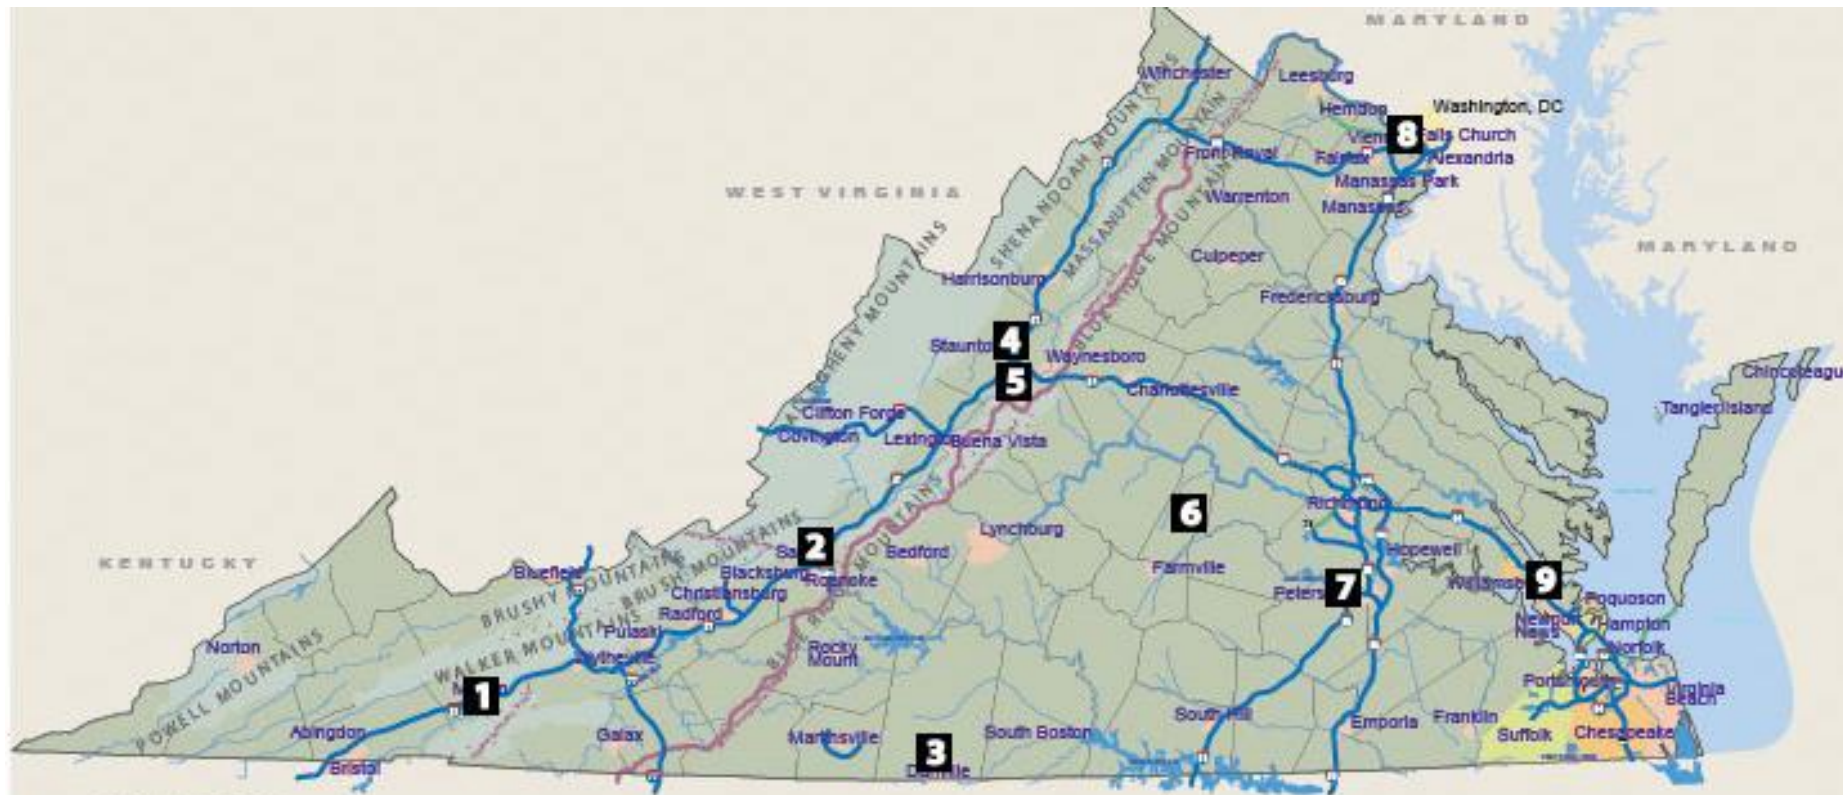 MARYLAND
Winchester
Leesburg
Herndon
Washington, DC
8
Falls Church
Front Royal
Fairfax
Alexandria
Manassas Park
WEST VIRGINIA
Warrenton
Manassas
SHENANDOAH MOUNTAINS
MASSANUTTEN MOUNTAIN
BLUE RIDGE MOUNTAINS
MARYLAND
Culpeper
Harrisonburg
Fredericksburg
ALLEGHENY MOUNTAINS
4
Waynesboro
5
Charlottesville
Chincoteagu
Tangier Island
Clifton Forge
Covington
Buena Vista
Richmond
6
Lynchburg
2
Bedford
Hopewell
KENTUCKY
Farmville
Bluefield
Blacksburg
Roanoke
Christiansburg
7
9
BRUSHY MOUNTAINS
BRUSH MOUNTAINS
Radford
Poquoson
Newport
News
Hampton
Pulaski
WALKER MOUNTAINS
BLUE RIDGE MOUNTAINS
Rocky
Mount
Norfolk
Norton
POWELL MOUNTAINS
Wytheville
1
Portsmouth
Virginia
Beach
South Hill
Emporia
Franklin
Abingdon
Galax
Martinsville
South Boston
Suffolk
Chesapeake
3
Danville
Bristol